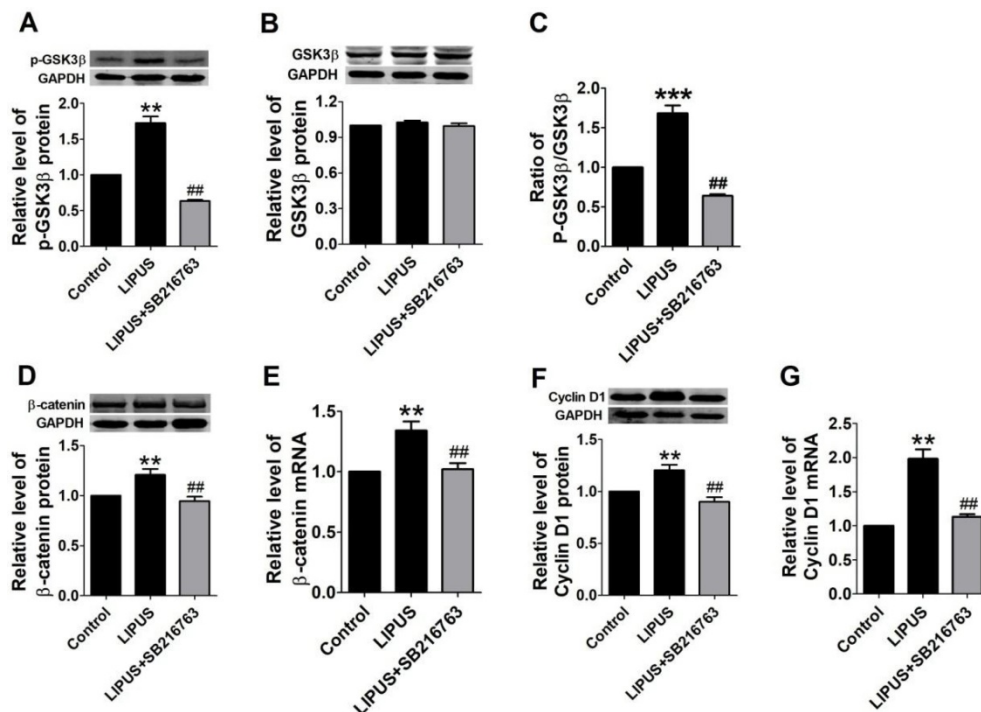 A
p-GSK3β
GAPDH
Relative level of
p-GSK3β protein
2.0
1.5
1.0
0.5
0.0
**
##
Control
LIPUS
LIPUS+SB216763
B
GSK3β
GAPDH
Relative level of
GSK3β protein
1.2
0.9
0.6
0.3
0.0
Control
LIPUS
LIPUS+SB216763
C
Ratio of
P-GSK3β/GSK3β
2.0
1.5
1.0
0.5
0.0
***
##
Control
LIPUS
LIPUS+SB216763
D
β-catenin
GAPDH
Relative level of
β-catenin protein
1.5
1.0
0.5
0.0
**
##
Control
LIPUS
LIPUS+SB216763
E
Relative level of
β-catenin mRNA
1.5
1.0
0.5
0.0
**
##
Control
LIPUS
LIPUS+SB216763
F
Cyclin D1
GAPDH
Relative level of
Cyclin D1 protein
1.5
1.0
0.5
0.0
**
##
Control
LIPUS
LIPUS+SB216763
G
Relative level of
Cyclin D1 mRNA
2.5
2.0
1.5
1.0
0.5
0.0
**
##
Control
LIPUS
LIPUS+SB216763